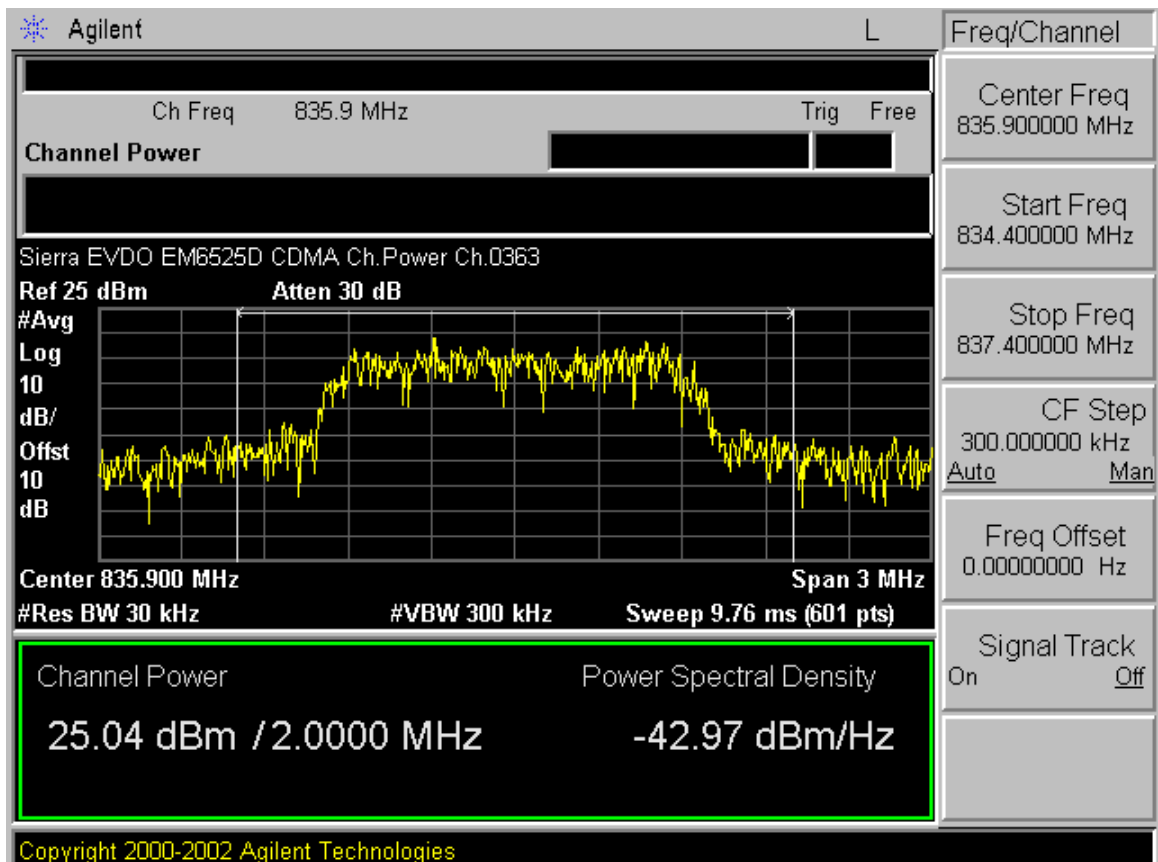 Agilent L Freq/Channel
Ch Freq 835.9 MHz Trig Free
Channel Power
Center Freq
835.900000 MHz
Start Freq
834.400000 MHz
Sierra EVDO EM6525D CDMA Ch.Power Ch.0363
Ref 25 dBm Atten 30 dB
#Avg
Log
10
dB/
Offst
10
dB
Stop Freq
837.400000 MHz
CF Step
300.000000 kHz
Auto Man
Freq Offset
0.00000000 Hz
Center 835.900 MHz Span 3 MHz
#Res BW 30 kHz #VBW 300 kHz Sweep 9.76 ms (601 pts)
Signal Track
On Off
Channel Power Power Spectral Density
25.04 dBm / 2.0000 MHz -42.97 dBm/Hz
Copyright 2000-2002 Agilent Technologies